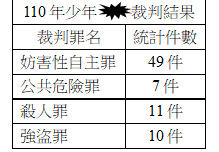 110年少年裁判結果
裁判罪名 統計件數
妨害性自主罪 49件
公共危險罪 7件
殺人罪 11件
強盜罪 10件